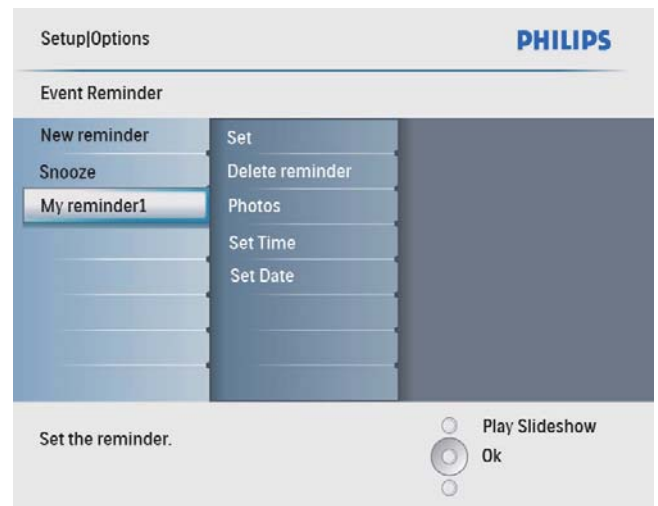 Setup|Options
PHILIPS
Event Reminder
New reminder
Snooze
My reminder1
Set
Delete reminder
Photos
Set Time
Set Date
Set the reminder.
Play Slideshow
Ok